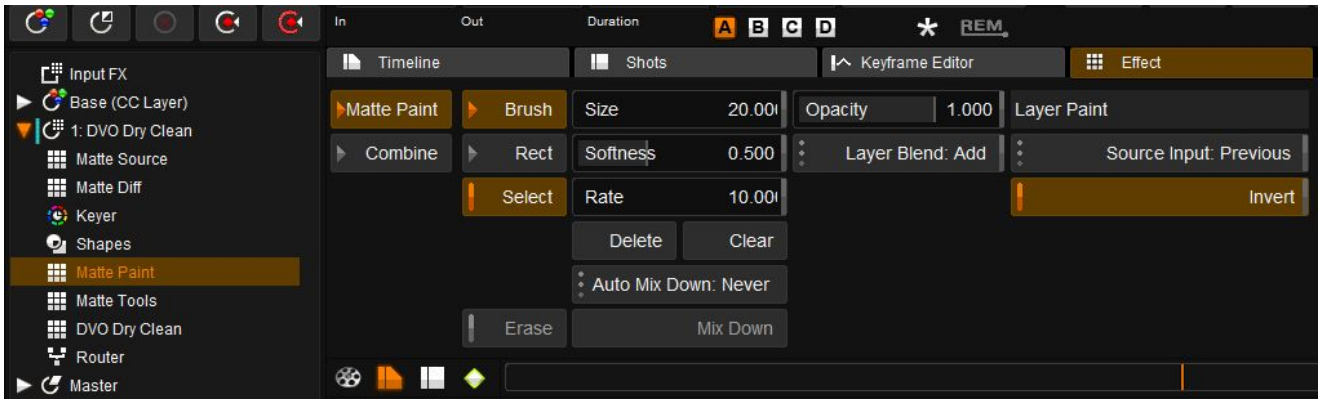 In Out Duration A B C D * REM.
Timeline Shots Keyframe Editor Effect
Input FX
Base (CC Layer)
1: DVO Dry Clean
Matte Source
Matte Diff
Keyer
Shapes
Matte Paint
Matte Tools
DVO Dry Clean
Router
Master
Matte Paint Brush Size 20.00 Opacity 1.000 Layer Paint
Combine Rect Softness 0.500 Layer Blend: Add Source Input: Previous
Select Rate 10.00 Invert
Delete Clear
Auto Mix Down: Never
Erase Mix Down